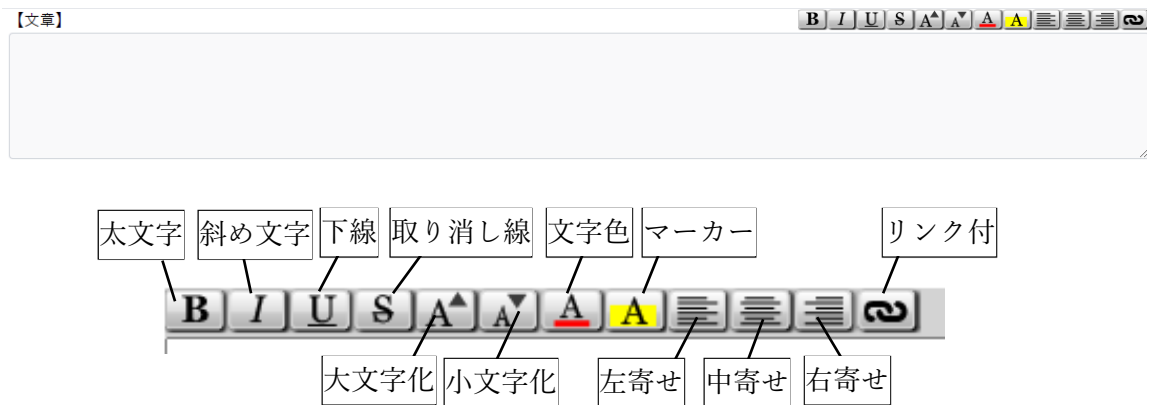 【文章】 B I U S A A A A
太文字 斜め文字 下線 取り消し線 文字色 マーカー リンク付
B I U S A A A A
大文字化 小文字化 左寄せ 中寄せ 右寄せ